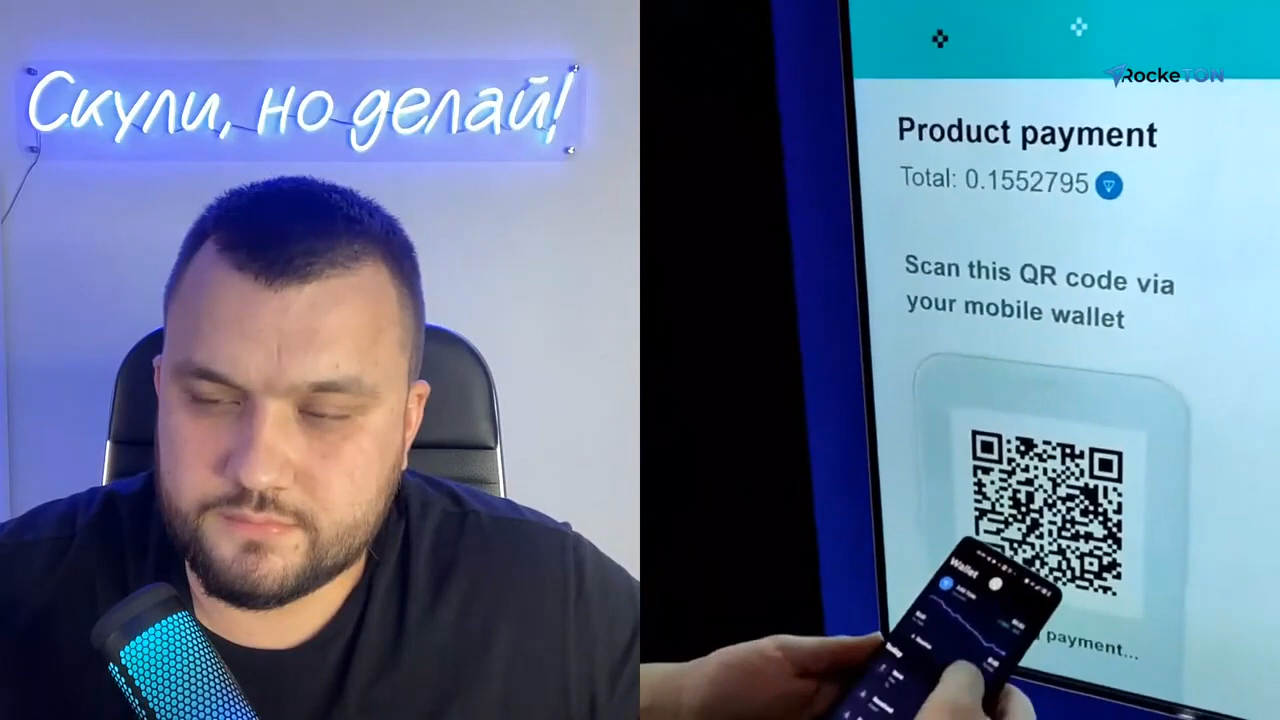 Скули, но делай!
RockeTON
Product payment
Total: 0.1552795
Scan this QR code via
your mobile wallet
payment...
Wallet